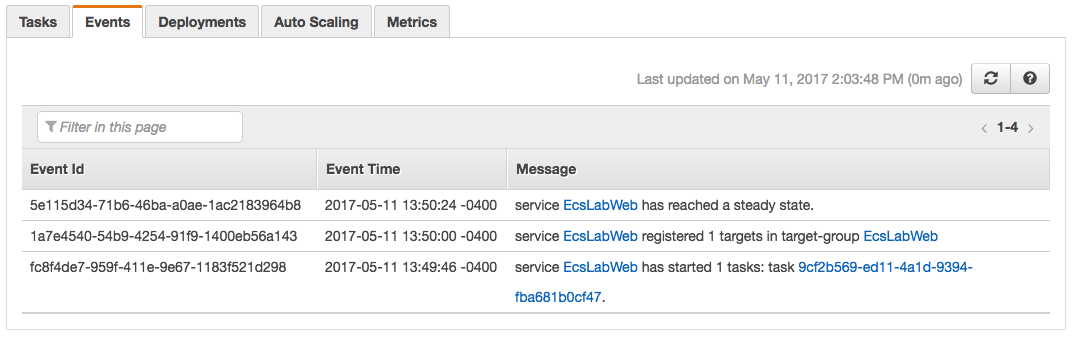 Tasks Events Deployments Auto Scaling Metrics
Last updated on May 11, 2017 2:03:48 PM (0m ago)
Filter in this page < 1-4 >
Event Id Event Time Message
5e115d34-71b6-46ba-a0ae-1ac2183964b8 2017-05-11 13:50:24 -0400 service EcsLabWeb has reached a steady state.
1a7e4540-54b9-4254-91f9-1400eb56a143 2017-05-11 13:50:00 -0400 service EcsLabWeb registered 1 targets in target-group EcsLabWeb
fc8f4de7-959f-411e-9e67-1183f521d298 2017-05-11 13:49:46 -0400 service EcsLabWeb has started 1 tasks: task 9cf2b569-ed11-4a1d-9394-
fba681b0cf47.